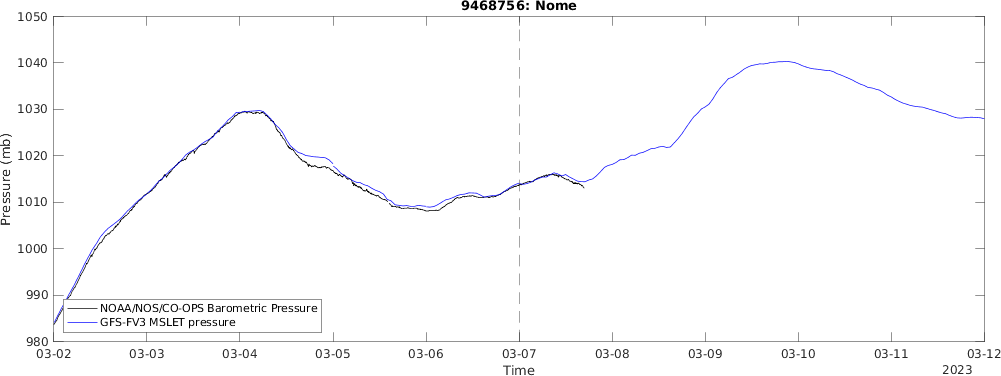 9468756: Nome
1050
1040
1030
1020
1010
1000
990
980
Pressure (mb)
NOAA/NOS/CO-OPS Barometric Pressure
GFS-FV3 MSLET pressure
03-02 03-03 03-04 03-05 03-06 03-07 03-08 03-09 03-10 03-11 03-12
Time
2023